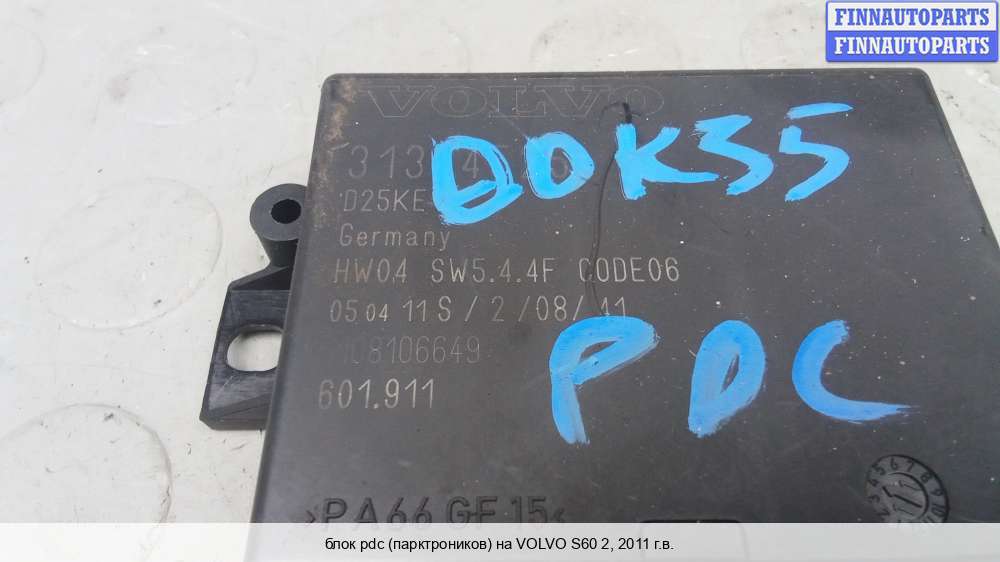 FINNAUTOPARTS
FINNAUTOPARTS
VOLVO
DDK35
D25KE
Germany
HW04 SW5.4.4F CODE06
05 04 11 S / 2 / 08 / 41
108106649
601.911
PDC
>PA66 GF 15<
блок pdc (парктроников) на VOLVO S60 2, 2011 г.в.